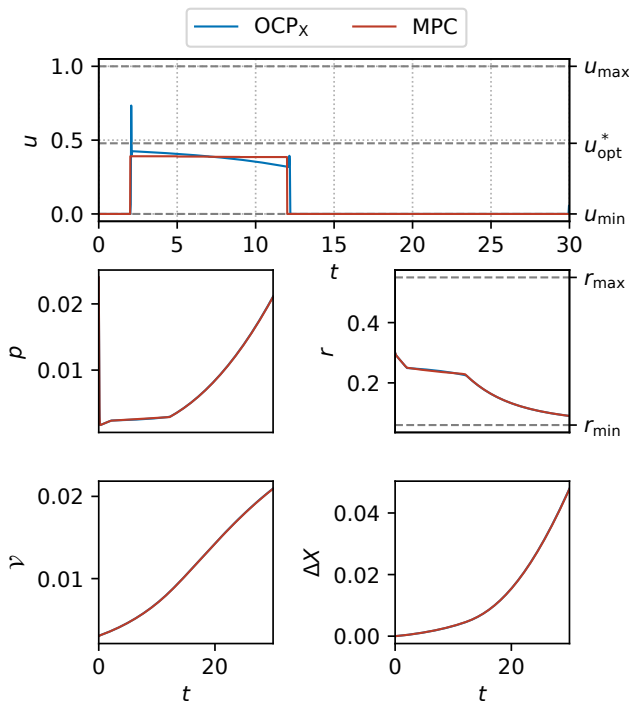 OCP_X MPC
1.0
0.5
0.0
u
u_max
u*_opt
u_min
0 5 10 15 20 25 30
t
0.02
0.01
p
0.4
0.2
r
r_max
r_min
0.02
0.01
𝒱
0 20
t
0.04
0.02
0.00
ΔX
0 20
t